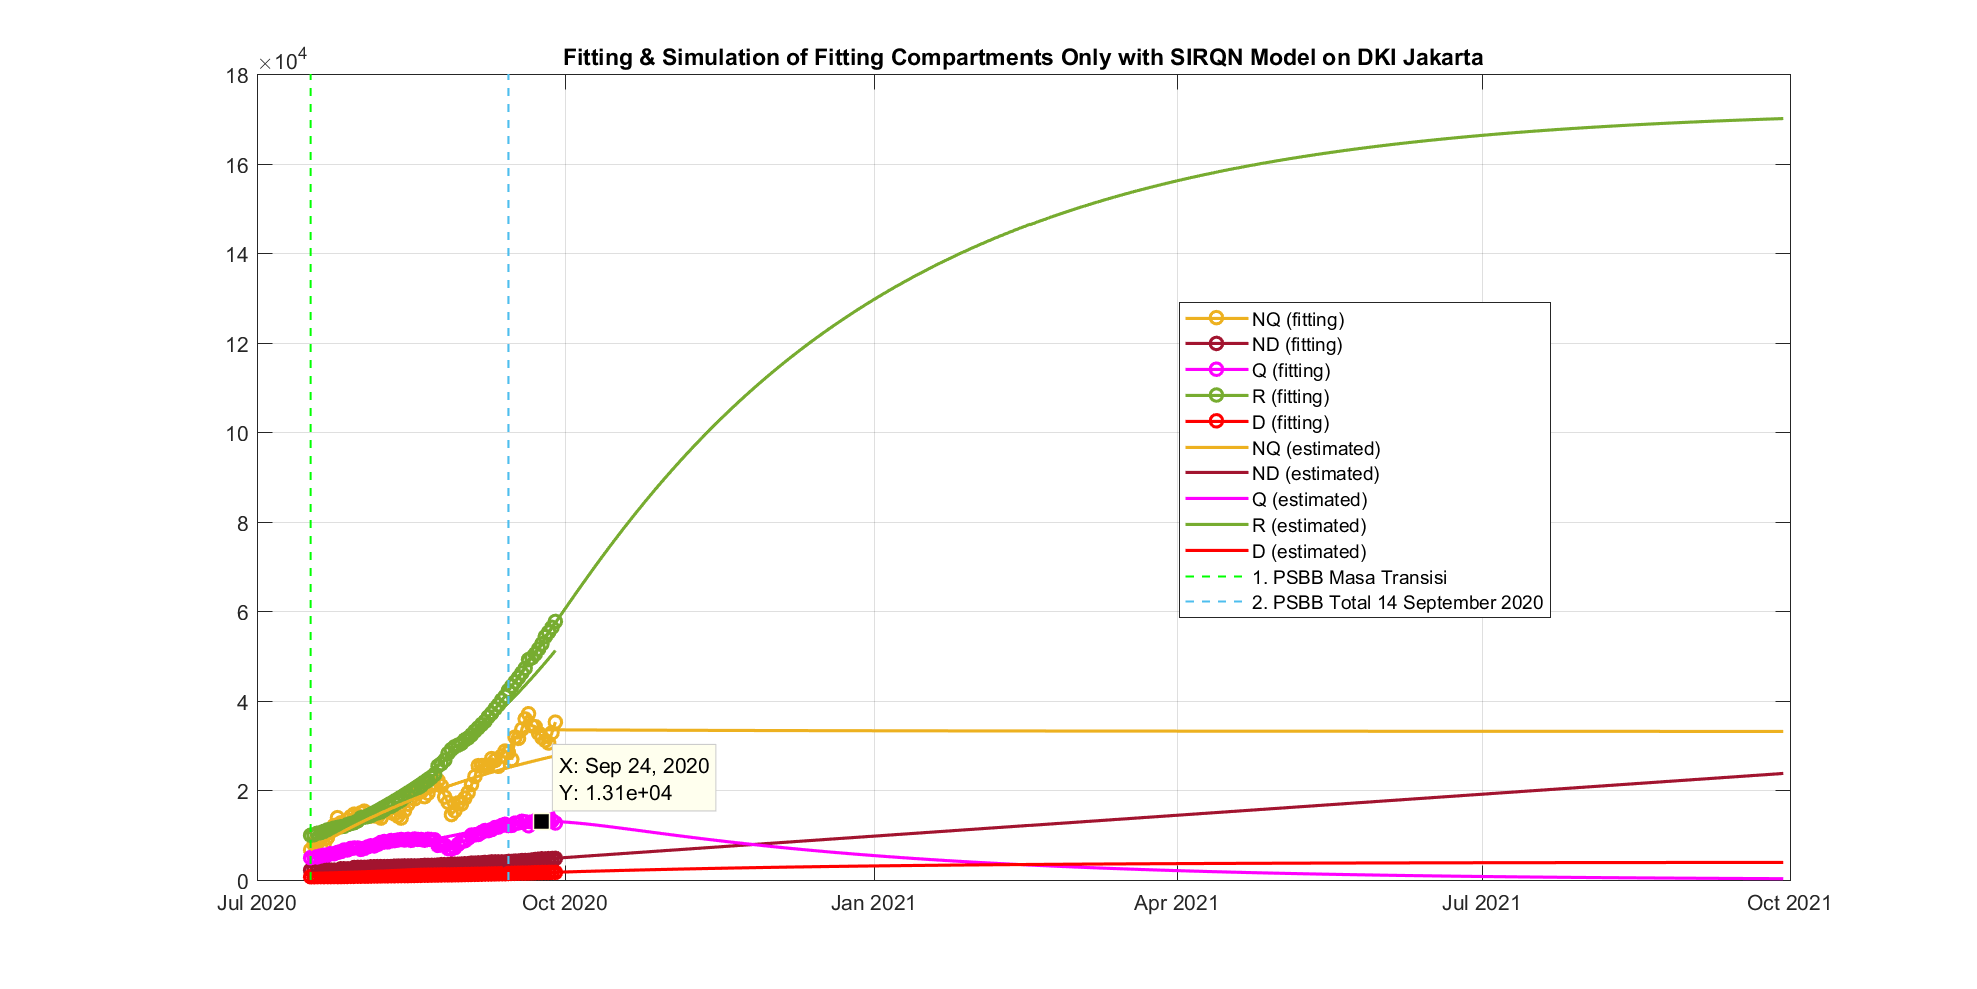 Fitting & Simulation of Fitting Compartments Only with SIRQN Model on DKI Jakarta
×10⁴
18
16
14
12
10
8
6
4
2
0
Jul 2020
Oct 2020
Jan 2021
Apr 2021
Jul 2021
Oct 2021
NQ (fitting)
ND (fitting)
Q (fitting)
R (fitting)
D (fitting)
NQ (estimated)
ND (estimated)
Q (estimated)
R (estimated)
D (estimated)
1. PSBB Masa Transisi
2. PSBB Total 14 September 2020
X: Sep 24, 2020
Y: 1.31e+04